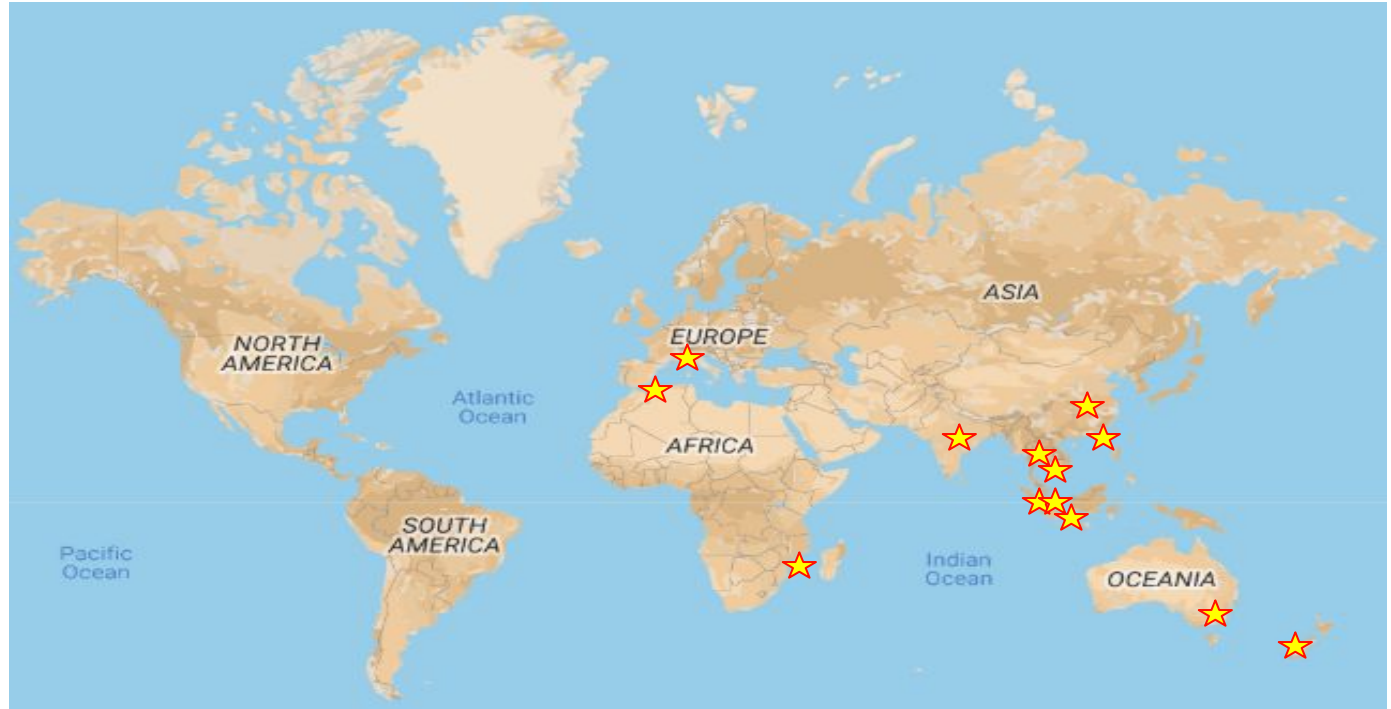 ASIA
EUROPE
NORTH
AMERICA
Atlantic
Ocean
AFRICA
SOUTH
AMERICA
Pacific
Ocean
Indian
Ocean
OCEANIA